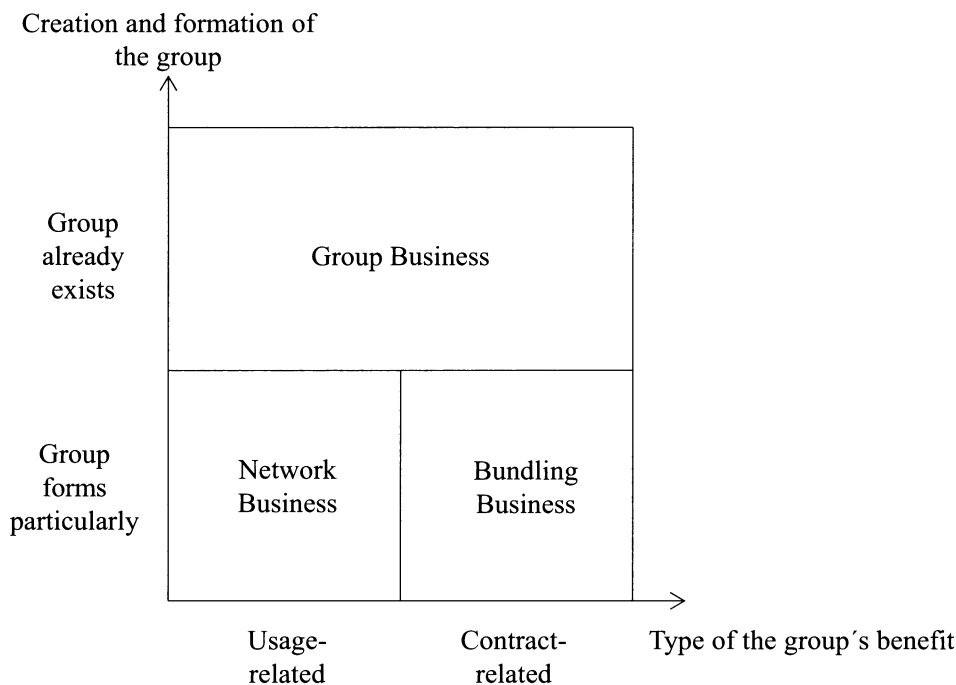 Creation and formation of
the group
Group
already
exists
Group Business
Group
forms
particularly
Network
Business
Bundling
Business
Usage-
related
Contract-
related
Type of the group´s benefit